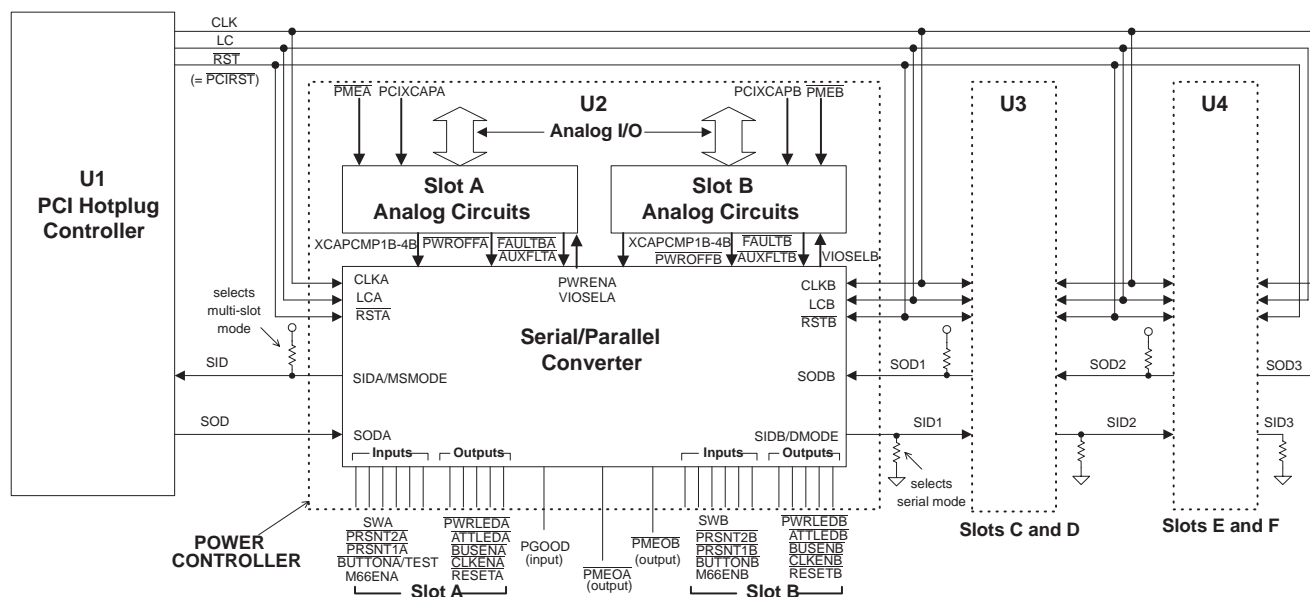 CLK
LC
RST
(= PCIRST)
U1
PCI Hotplug
Controller
PMEA PCIXCAPA
U2
Analog I/O
PCIXCAPB PMEB
U3
U4
Slot A
Analog Circuits
Slot B
Analog Circuits
XCAPCMP1B-4B
PWROFFA
FAULTBA
AUXFLTA
PWRENA
VIOSELA
XCAPCMP1B-4B
PWROFFB
FAULTB
AUXFLTB
VIOSELB
CLKA
LCA
RSTA
CLKB
LCB
RSTB
selects
multi-slot
mode
Serial/Parallel
Converter
SID
SIDA/MSMODE
SODB
SOD1
SOD2
SOD3
SOD
SODA
SIDB/DMODE
SID1
SID2
SID3
Inputs
Outputs
Inputs
Outputs
selects
serial mode
POWER
CONTROLLER
SWA
PRSNT2A
PRSNT1A
BUTTONA/TEST
M66ENA
PWRLEDA
ATTLEDA
BUSENA
CLKENA
RESETA
Slot A
PGOOD
(input)
PMEOA
(output)
PMEOB
(output)
SWB
PRSNT2B
PRSNT1B
BUTTONB
M66ENB
PWRLEDB
ATTLEDB
BUSENB
CLKENB
RESETB
Slot B
Slots C and D
Slots E and F